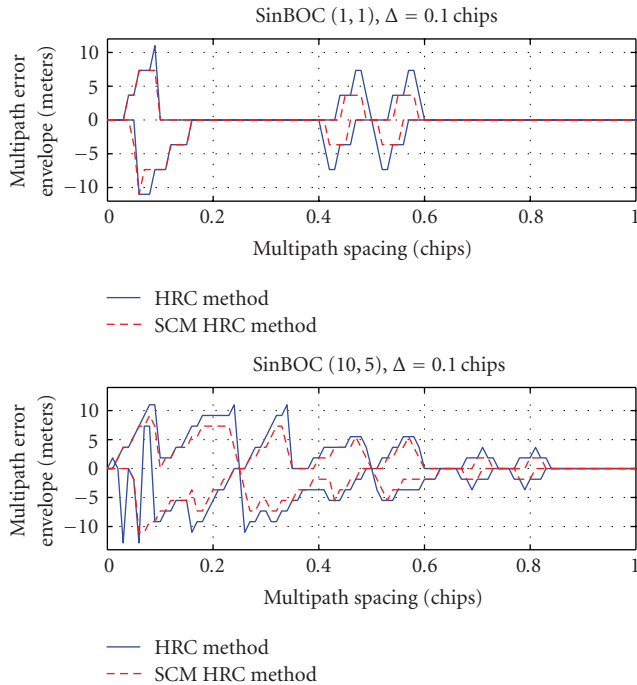 SinBOC (1, 1), Δ = 0.1 chips
Multipath error
envelope (meters)
10
5
0
−5
−10
0
0.2
0.4
0.6
0.8
1
Multipath spacing (chips)
HRC method
SCM HRC method
SinBOC (10, 5), Δ = 0.1 chips
Multipath error
envelope (meters)
10
5
0
−5
−10
0
0.2
0.4
0.6
0.8
1
Multipath spacing (chips)
HRC method
SCM HRC method